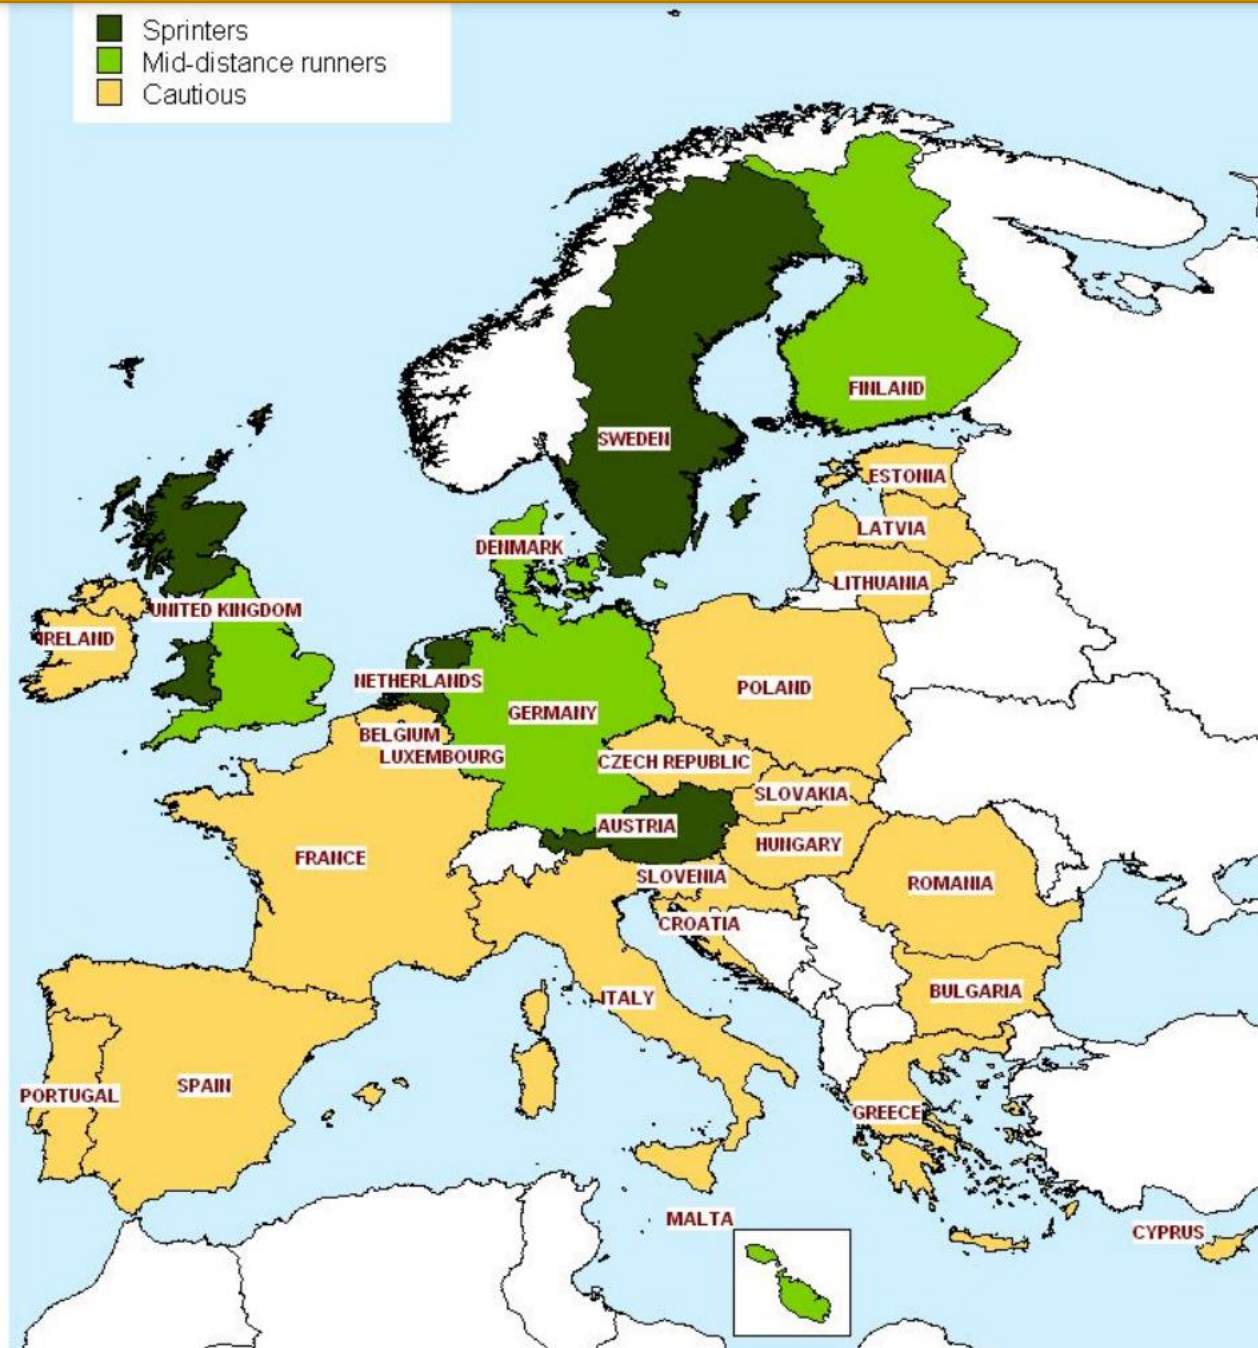 Sprinters
Mid-distance runners
Cautious
FINLAND
SWEDEN
ESTONIA
LATVIA
DENMARK
LITHUANIA
UNITED KINGDOM
IRELAND
NETHERLANDS
POLAND
GERMANY
BELGIUM
LUXEMBOURG
CZECH REPUBLIC
SLOVAKIA
AUSTRIA
HUNGARY
FRANCE
SLOVENIA
ROMANIA
CROATIA
BULGARIA
ITALY
SPAIN
PORTUGAL
GREECE
MALTA
CYPRUS